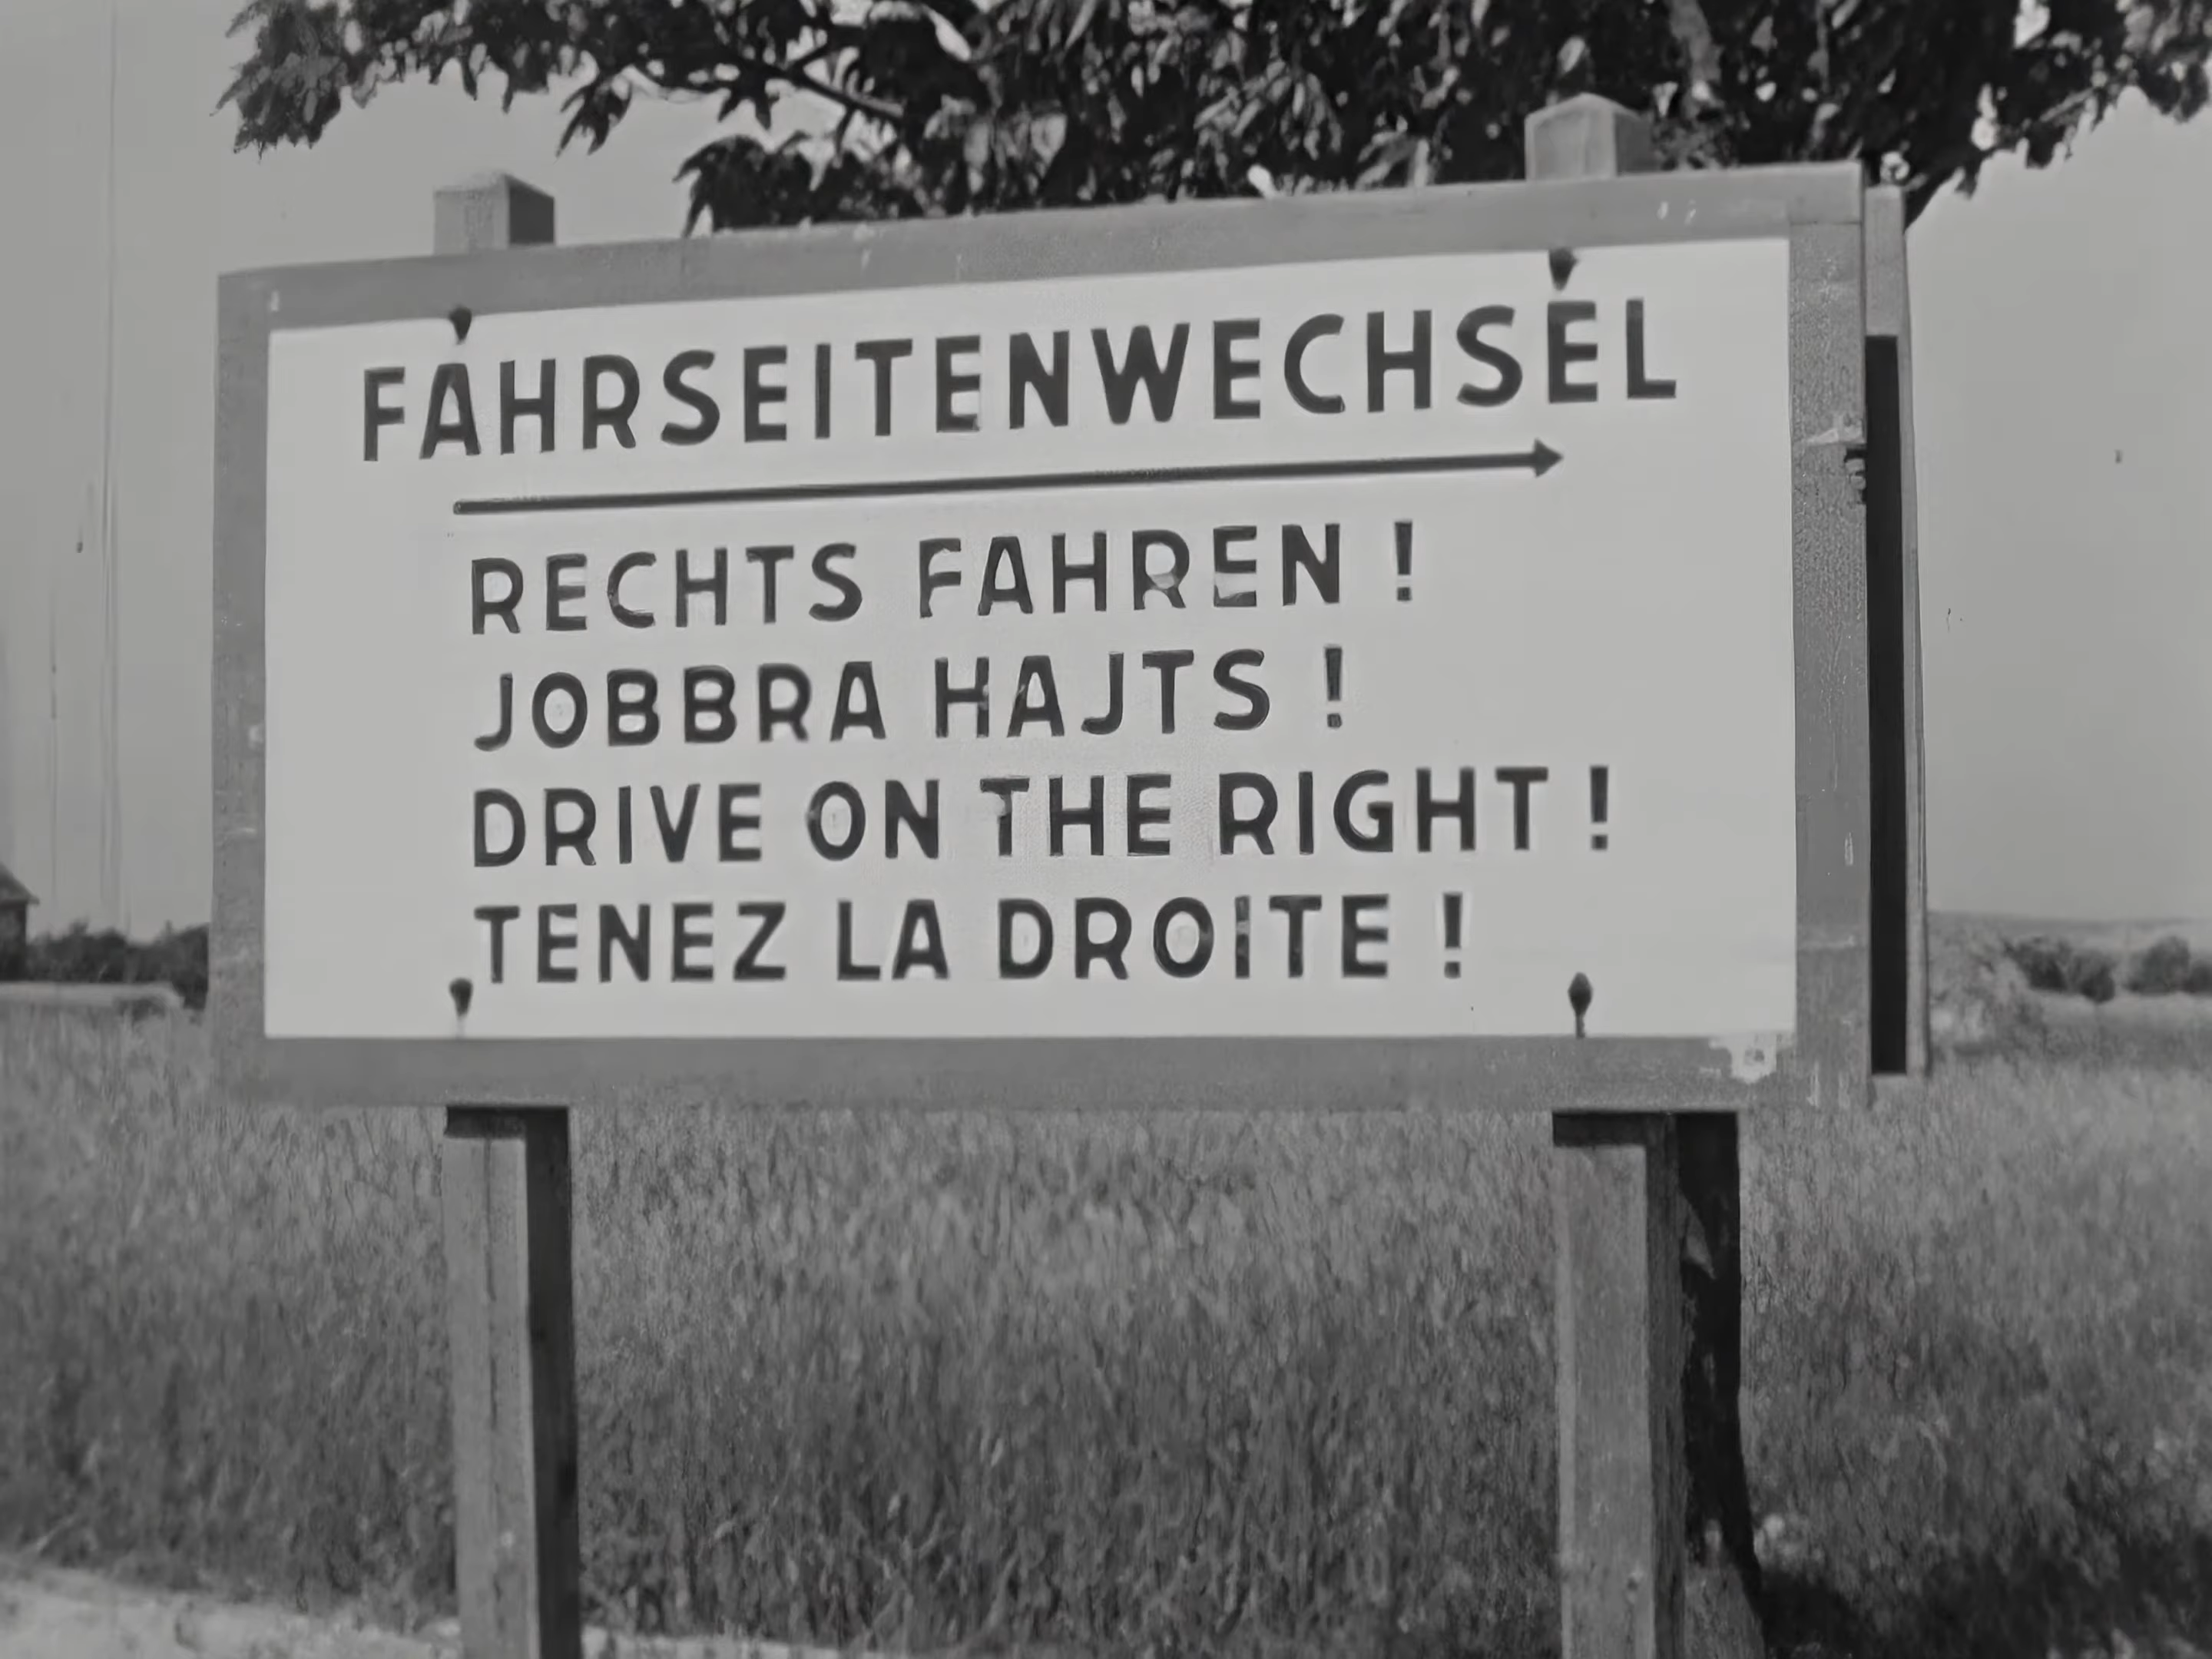 FAHRSEITENWECHSEL
RECHTS FAHREN !
JOBBRA HAJTS !
DRIVE ON THE RIGHT !
TENEZ LA DROITE !